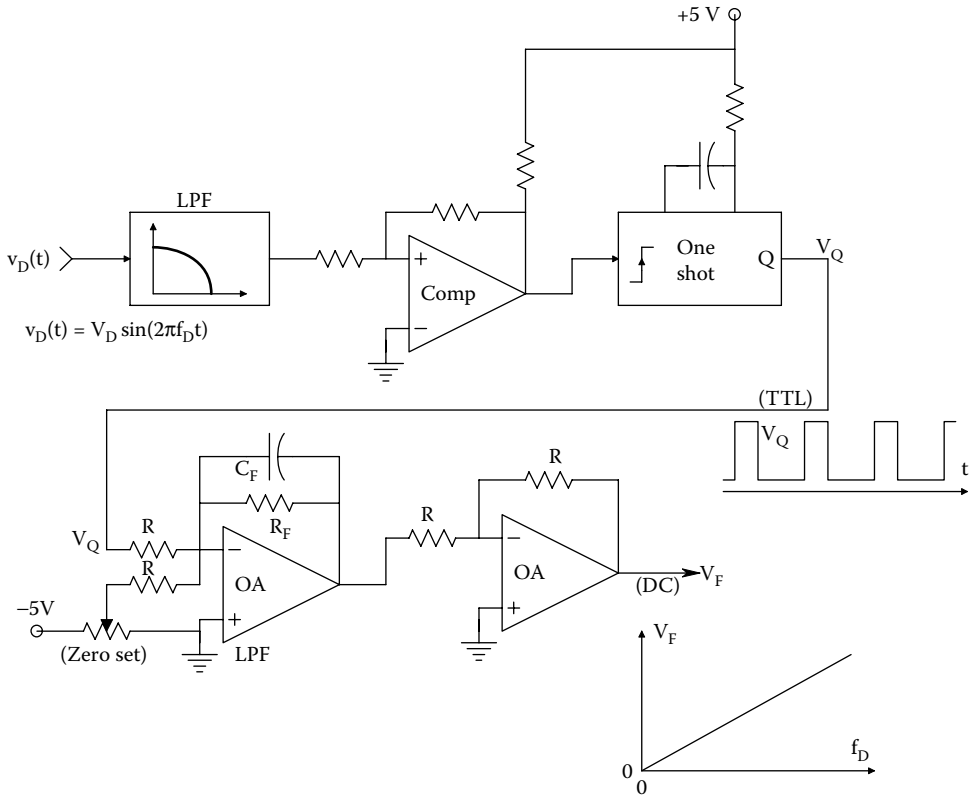 +5 V
LPF
v_D(t)
+
Comp
−
One
shot
Q
V_Q
v_D(t) = V_D sin(2πf_Dt)
(TTL)
V_Q
t
C_F
R_F
R
V_Q
R
−
OA
+
LPF
−5V
(Zero set)
R
R
−
OA
+
(DC)
V_F
V_F
f_D
0
0